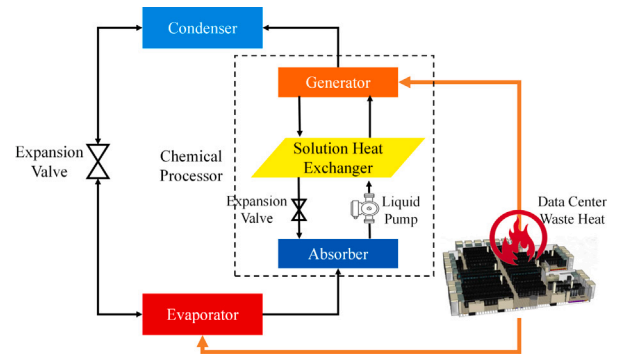 Condenser
Generator
Expansion
Valve
Chemical
Processor
Solution Heat
Exchanger
Expansion
Valve
Liquid
Pump
Data Center
Waste Heat
Absorber
Evaporator